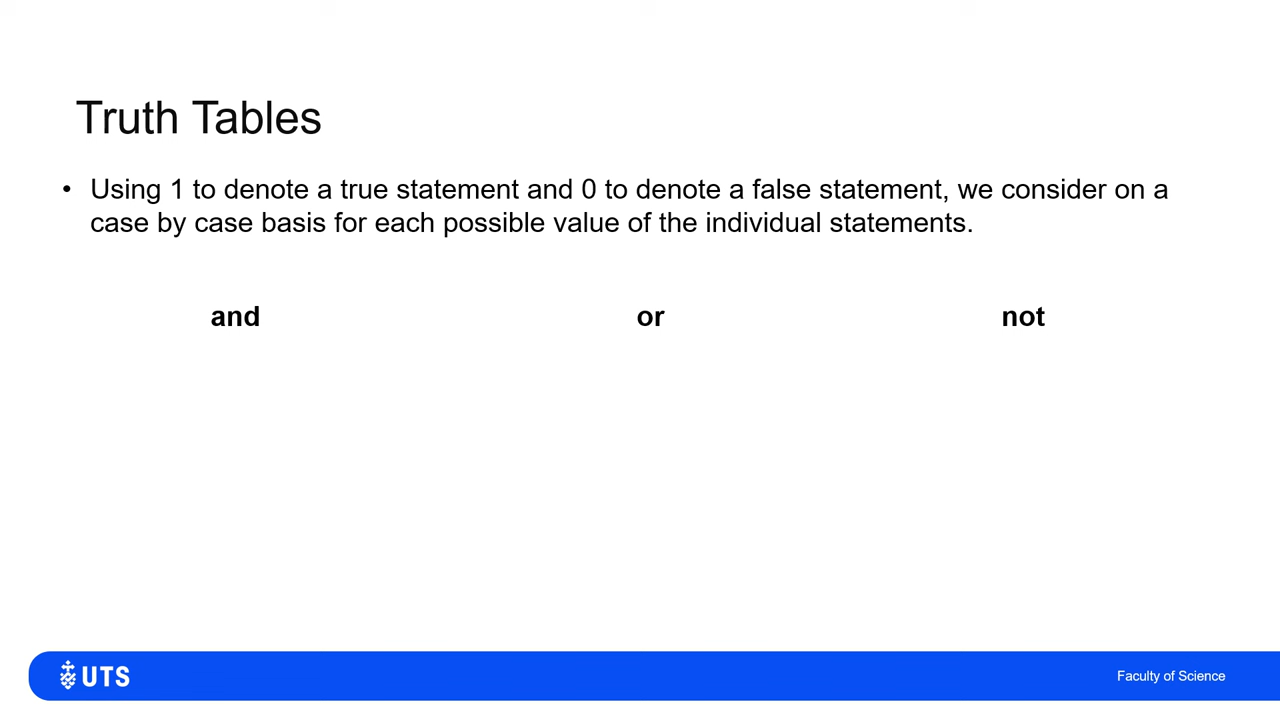 Truth Tables
• Using 1 to denote a true statement and 0 to denote a false statement, we consider on a
case by case basis for each possible value of the individual statements.
and or not
UTS Faculty of Science